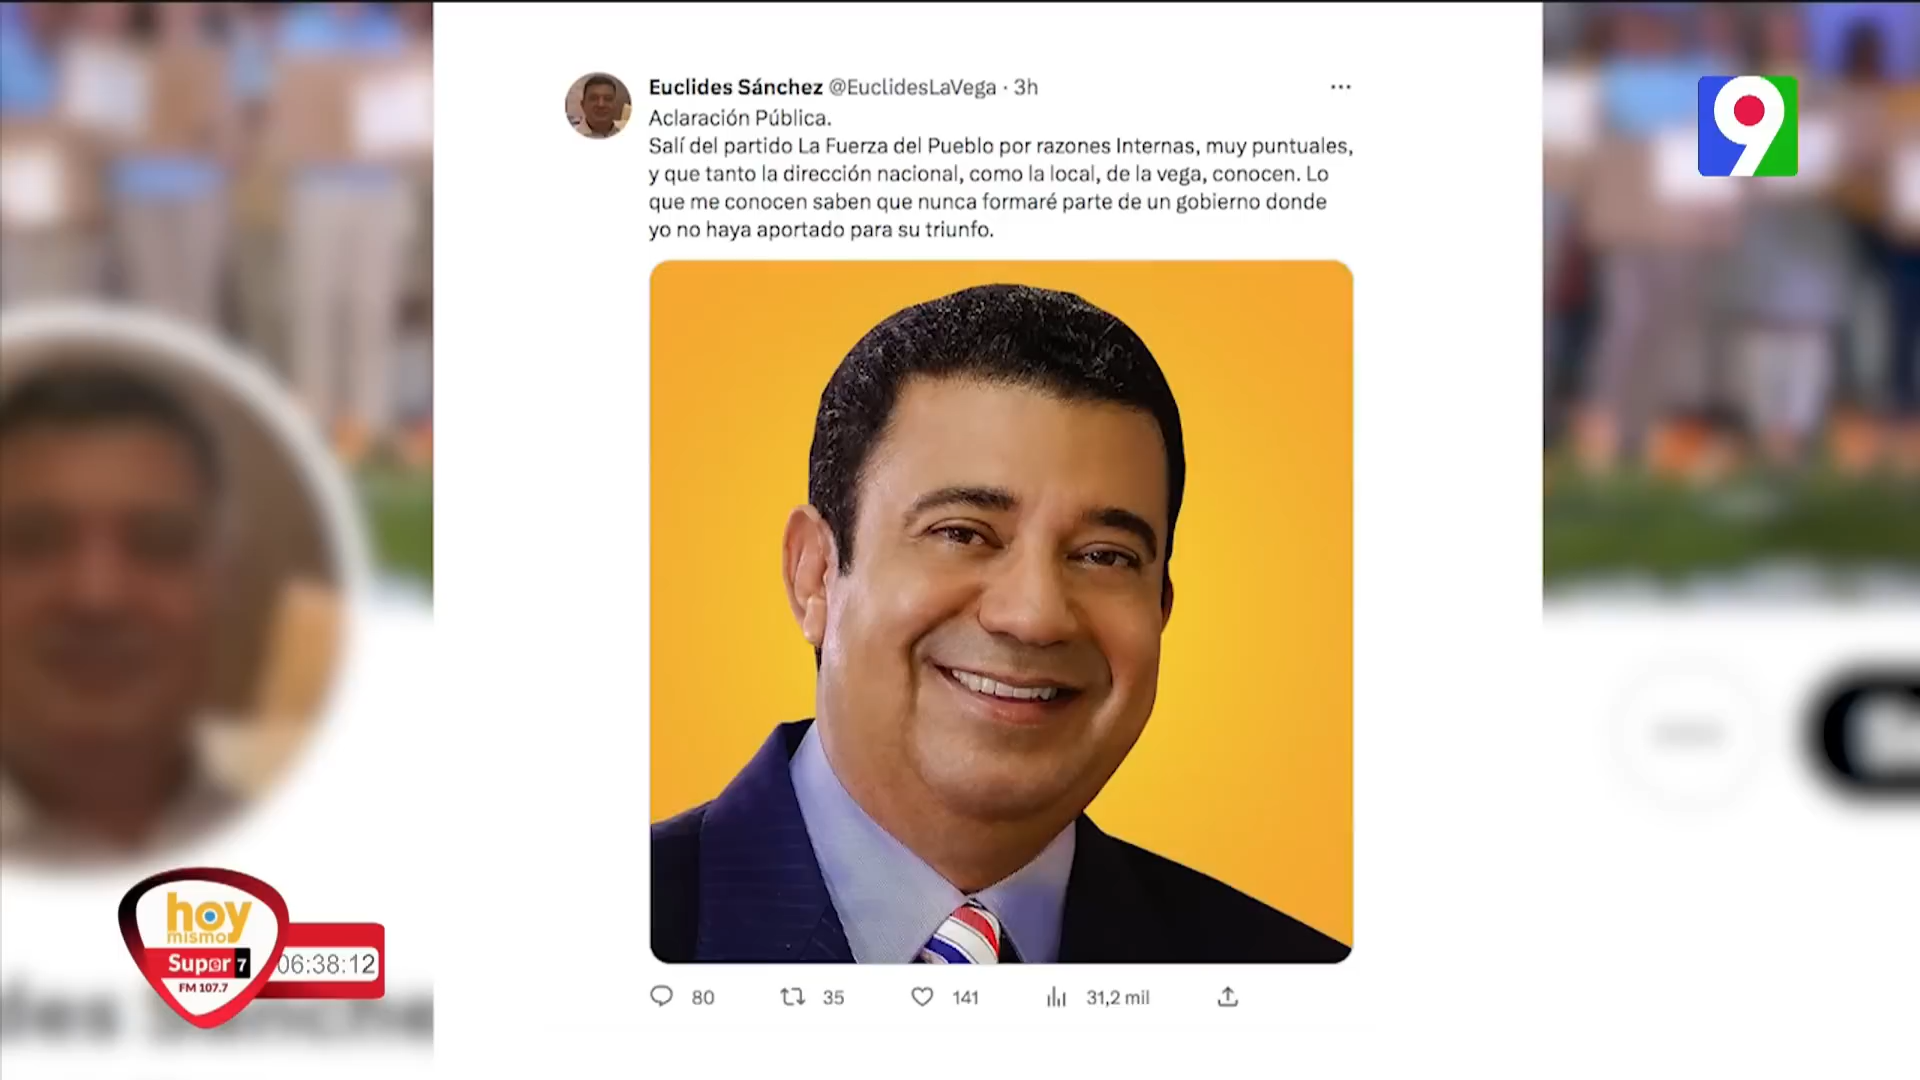 Euclides Sánchez @EuclidesLaVega · 3h
Aclaración Pública.
Salí del partido La Fuerza del Pueblo por razones Internas, muy puntuales,
y que tanto la dirección nacional, como la local, de la vega, conocen. Lo
que me conocen saben que nunca formaré parte de un gobierno donde
yo no haya aportado para su triunfo.
80 35 141 31,2 mil
9
hoy
mismo
Super 7
FM 107.7
06:38:12